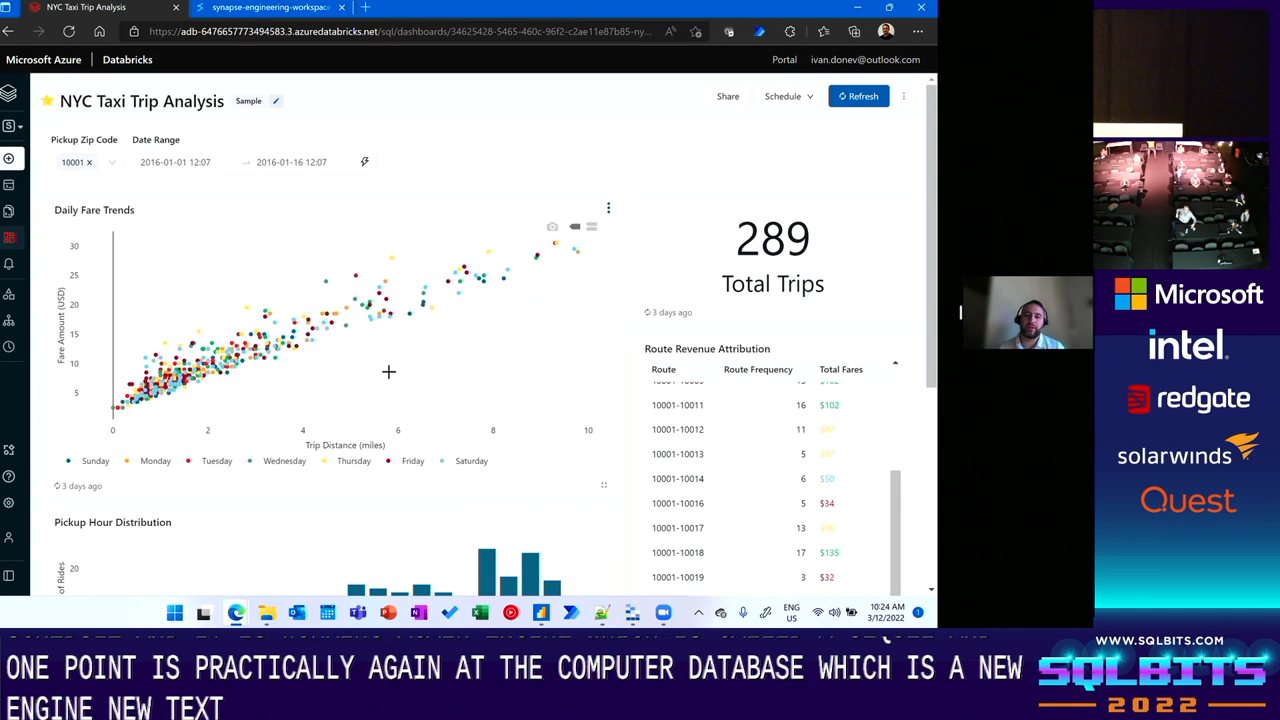 NYC Taxi Trip Analysis
synapse-engineering-workspace
https://adb-6476657773494583.3.azuredatabricks.net/sql/dashboards/34625428-5465-460c-96f2-c2ae11e87b85-ny...
Microsoft Azure
Databricks
Portal
ivan.donev@outlook.com
NYC Taxi Trip Analysis
Sample
Share
Schedule
Refresh
Pickup Zip Code
Date Range
10001
2016-01-01 12:07
2016-01-16 12:07
Daily Fare Trends
30
25
20
15
10
5
Fare Amount (USD)
0
2
4
6
8
10
Trip Distance (miles)
Sunday
Monday
Tuesday
Wednesday
Thursday
Friday
Saturday
3 days ago
289
Total Trips
3 days ago
Route Revenue Attribution
Route Route Frequency Total Fares
10001-10011 16 $102
10001-10012 11
10001-10013 5
10001-10014 6 $50
10001-10016 5 $34
10001-10017 13
10001-10018 17 $135
10001-10019 3 $32
Pickup Hour Distribution
20
of Rides
ENG
US
10:24 AM
3/12/2022
1
Microsoft
intel.
redgate
solarwinds
Quest
WWW.SQLBITS.COM
SQLBITS
2022
ONE POINT IS PRACTICALLY AGAIN AT THE COMPUTER DATABASE WHICH IS A NEW
ENGINE NEW TEXT